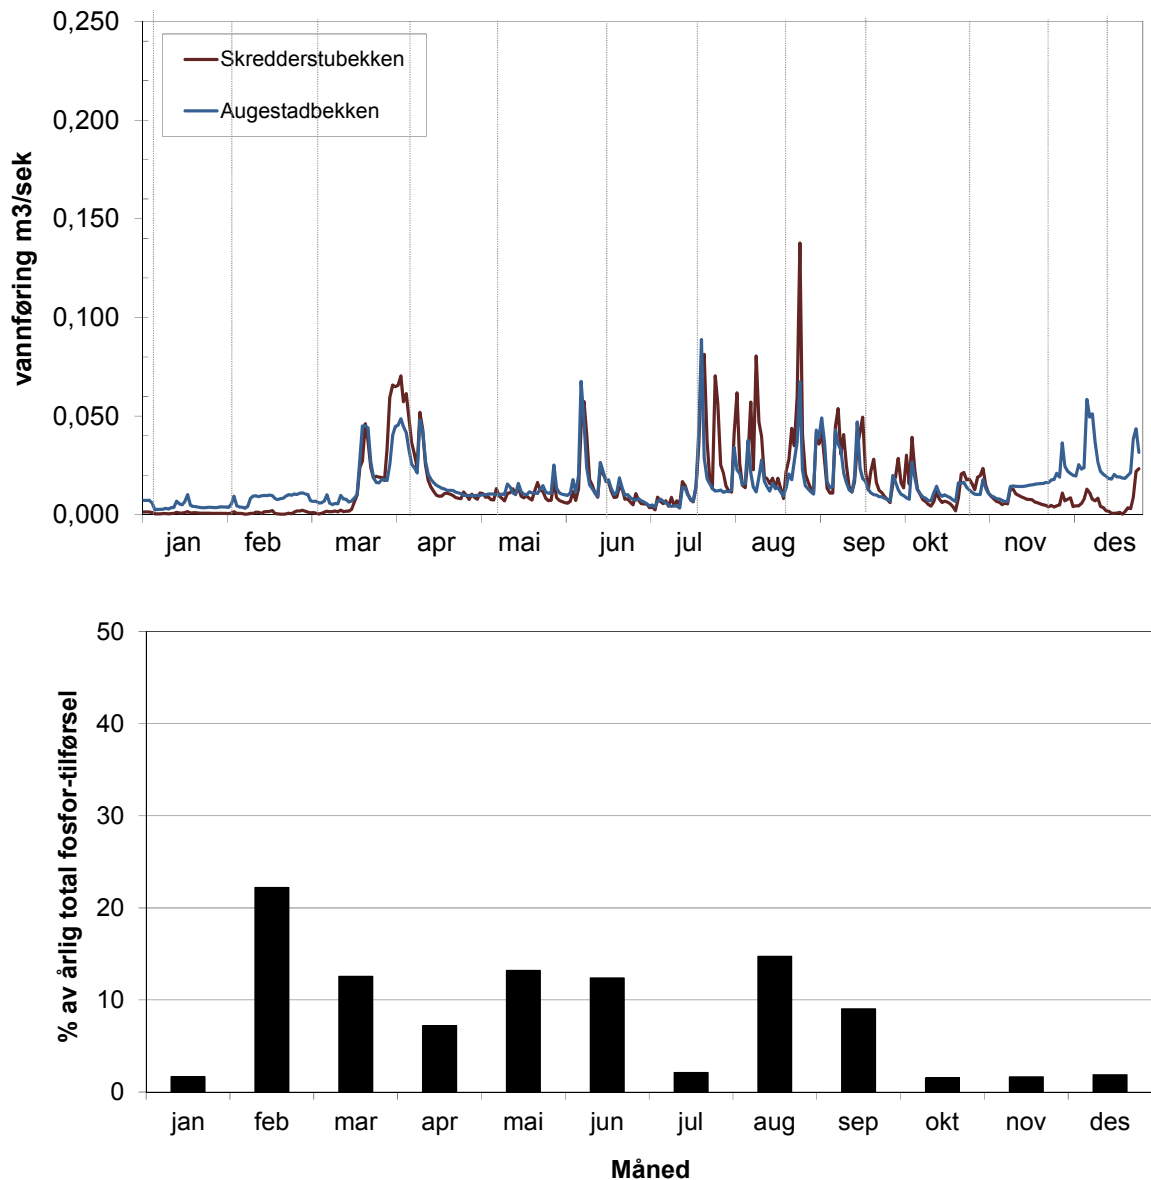 0,250
0,200
0,150
0,100
0,050
0,000
vannføring m3/sek
Skredderstubekken
Augestadbekken
jan feb mar apr mai jun jul aug sep okt nov des
50
40
30
20
10
0
% av årlig total fosfor-tilførsel
jan feb mar apr mai jun jul aug sep okt nov des
Måned